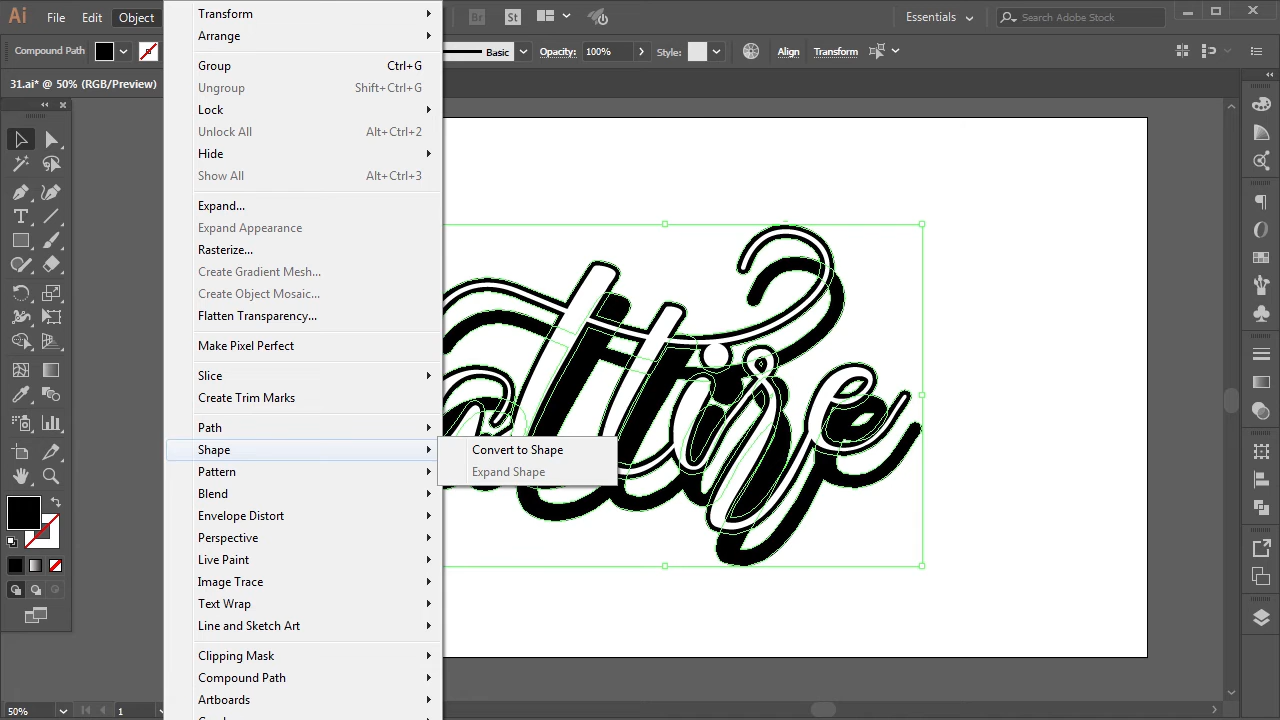 Ai File Edit Object Br St Essentials Search Adobe Stock
Compound Path Basic Opacity: 100% Style: Align Transform
31.ai* @ 50% (RGB/Preview)
Transform
Arrange
Group Ctrl+G
Ungroup Shift+Ctrl+G
Lock
Unlock All Alt+Ctrl+2
Hide
Show All Alt+Ctrl+3
Expand...
Expand Appearance
Rasterize...
Create Gradient Mesh...
Create Object Mosaic...
Flatten Transparency...
Make Pixel Perfect
Slice
Create Trim Marks
Path
Shape
Convert to Shape
Expand Shape
Pattern
Blend
Envelope Distort
Perspective
Live Paint
Image Trace
Text Wrap
Line and Sketch Art
Clipping Mask
Compound Path
Artboards
50% 1